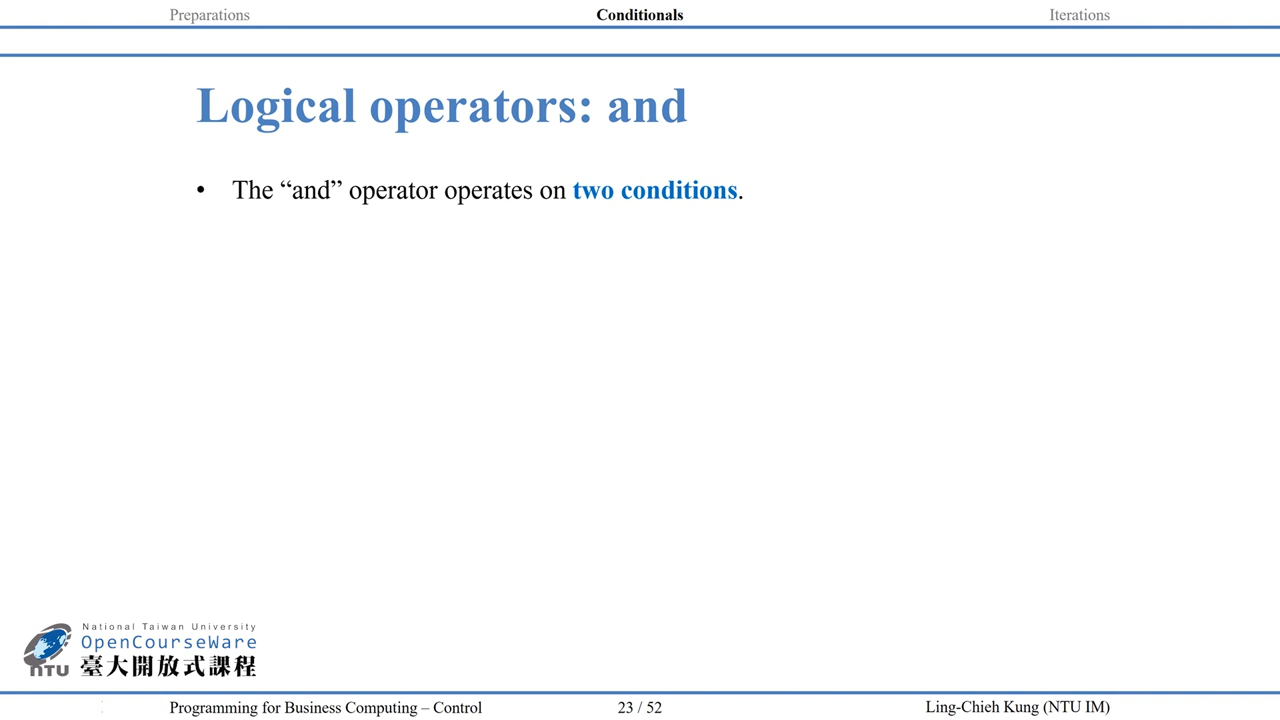 Preparations
Conditionals
Iterations
Logical operators: and
• The “and” operator operates on two conditions.
National Taiwan University
OpenCourseWare
臺大開放式課程
NTU
Programming for Business Computing – Control
23 / 52
Ling-Chieh Kung (NTU IM)